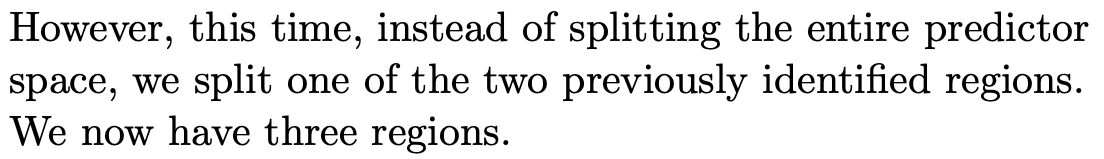 However, this time, instead of splitting the entire predictor
space, we split one of the two previously identified regions.
We now have three regions.